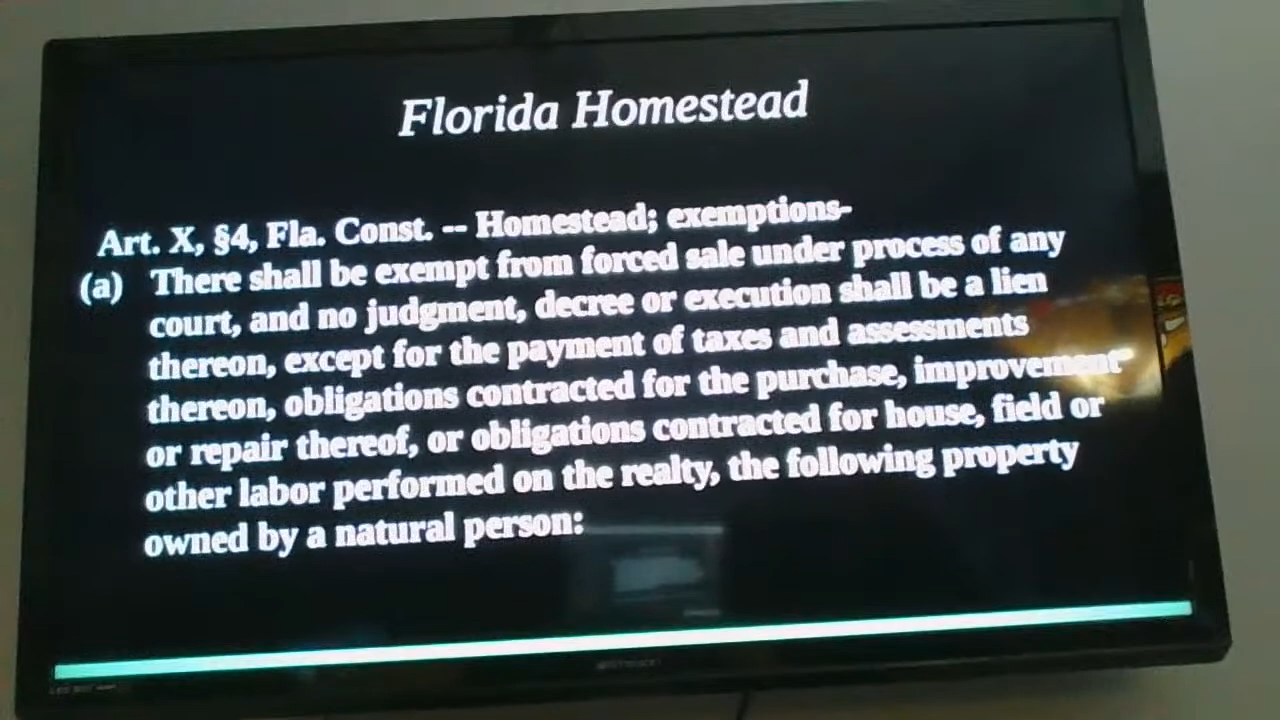 Florida Homestead
Art. X, §4, Fla. Const. -- Homestead; exemptions-
(a) There shall be exempt from forced sale under process of any
court, and no judgment, decree or execution shall be a lien
thereon, except for the payment of taxes and assessments
thereon, obligations contracted for the purchase, improvement
or repair thereof, or obligations contracted for house, field or
other labor performed on the realty, the following property
owned by a natural person: